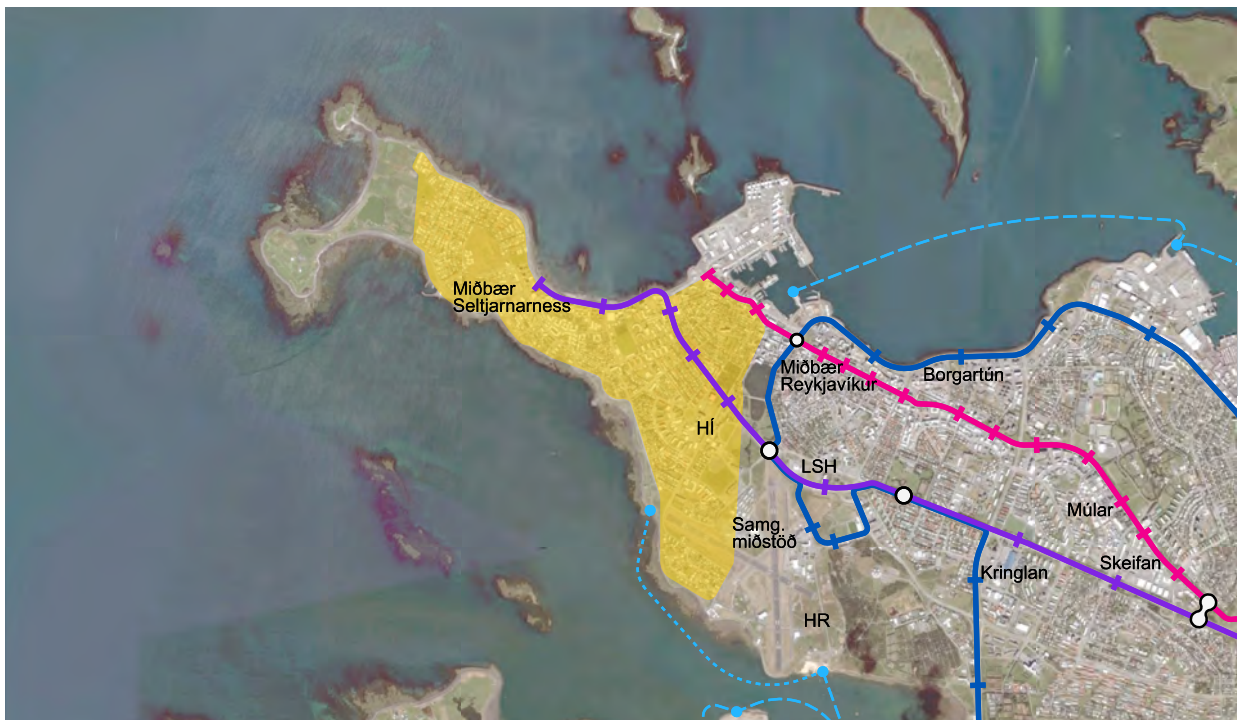 Miðbær
Seltjarnarness
Miðbær
Reykjavíkur
Borgartún
HÍ
LSH
Samg.
miðstöð
Múlar
Skeifan
Kringlan
HR